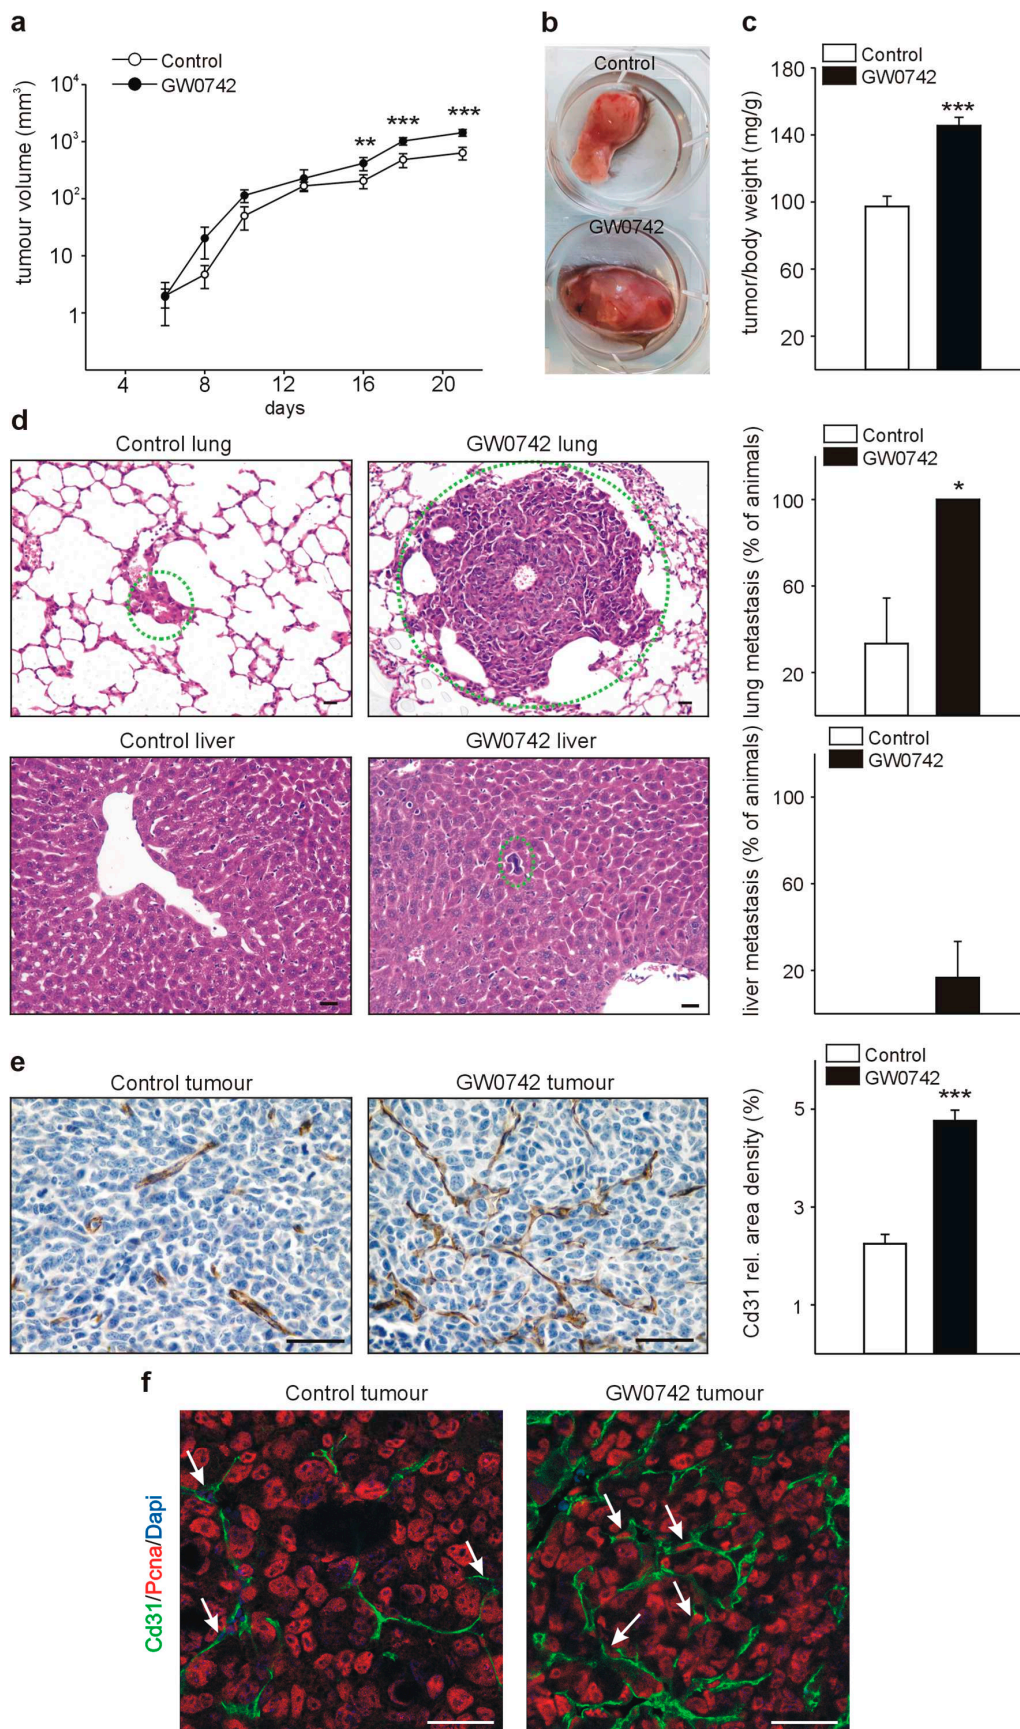 a
Control
GW0742
tumour volume (mm³)
10⁴
10³
10²
10
1
** *** ***
4 8 12 16 20
days
b
Control
GW0742
c
Control
GW0742
tumor/body weight (mg/g)
180
140
100
60
20
***
d
Control lung
GW0742 lung
Control
GW0742
lung metastasis (% of animals)
100
60
20
*
Control liver
GW0742 liver
Control
GW0742
liver metastasis (% of animals)
100
60
20
e
Control tumour
GW0742 tumour
Control
GW0742
Cd31 rel. area density (%)
5
3
1
***
f
Control tumour
GW0742 tumour
Cd31/Pcna/Dapi